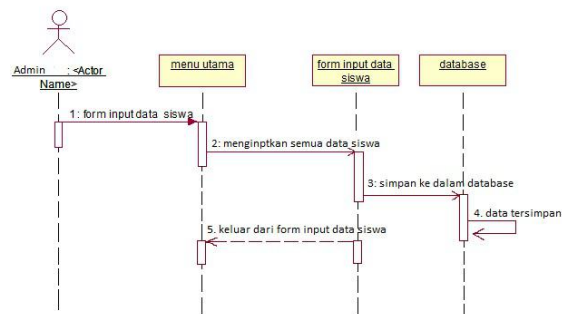 Admin : <Actor
Name>
menu utama
form input data
siswa
database
1: form input data siswa
2: menginptkan semua data siswa
3: simpan ke dalam database
4. data tersimpan
5. keluar dari form input data siswa